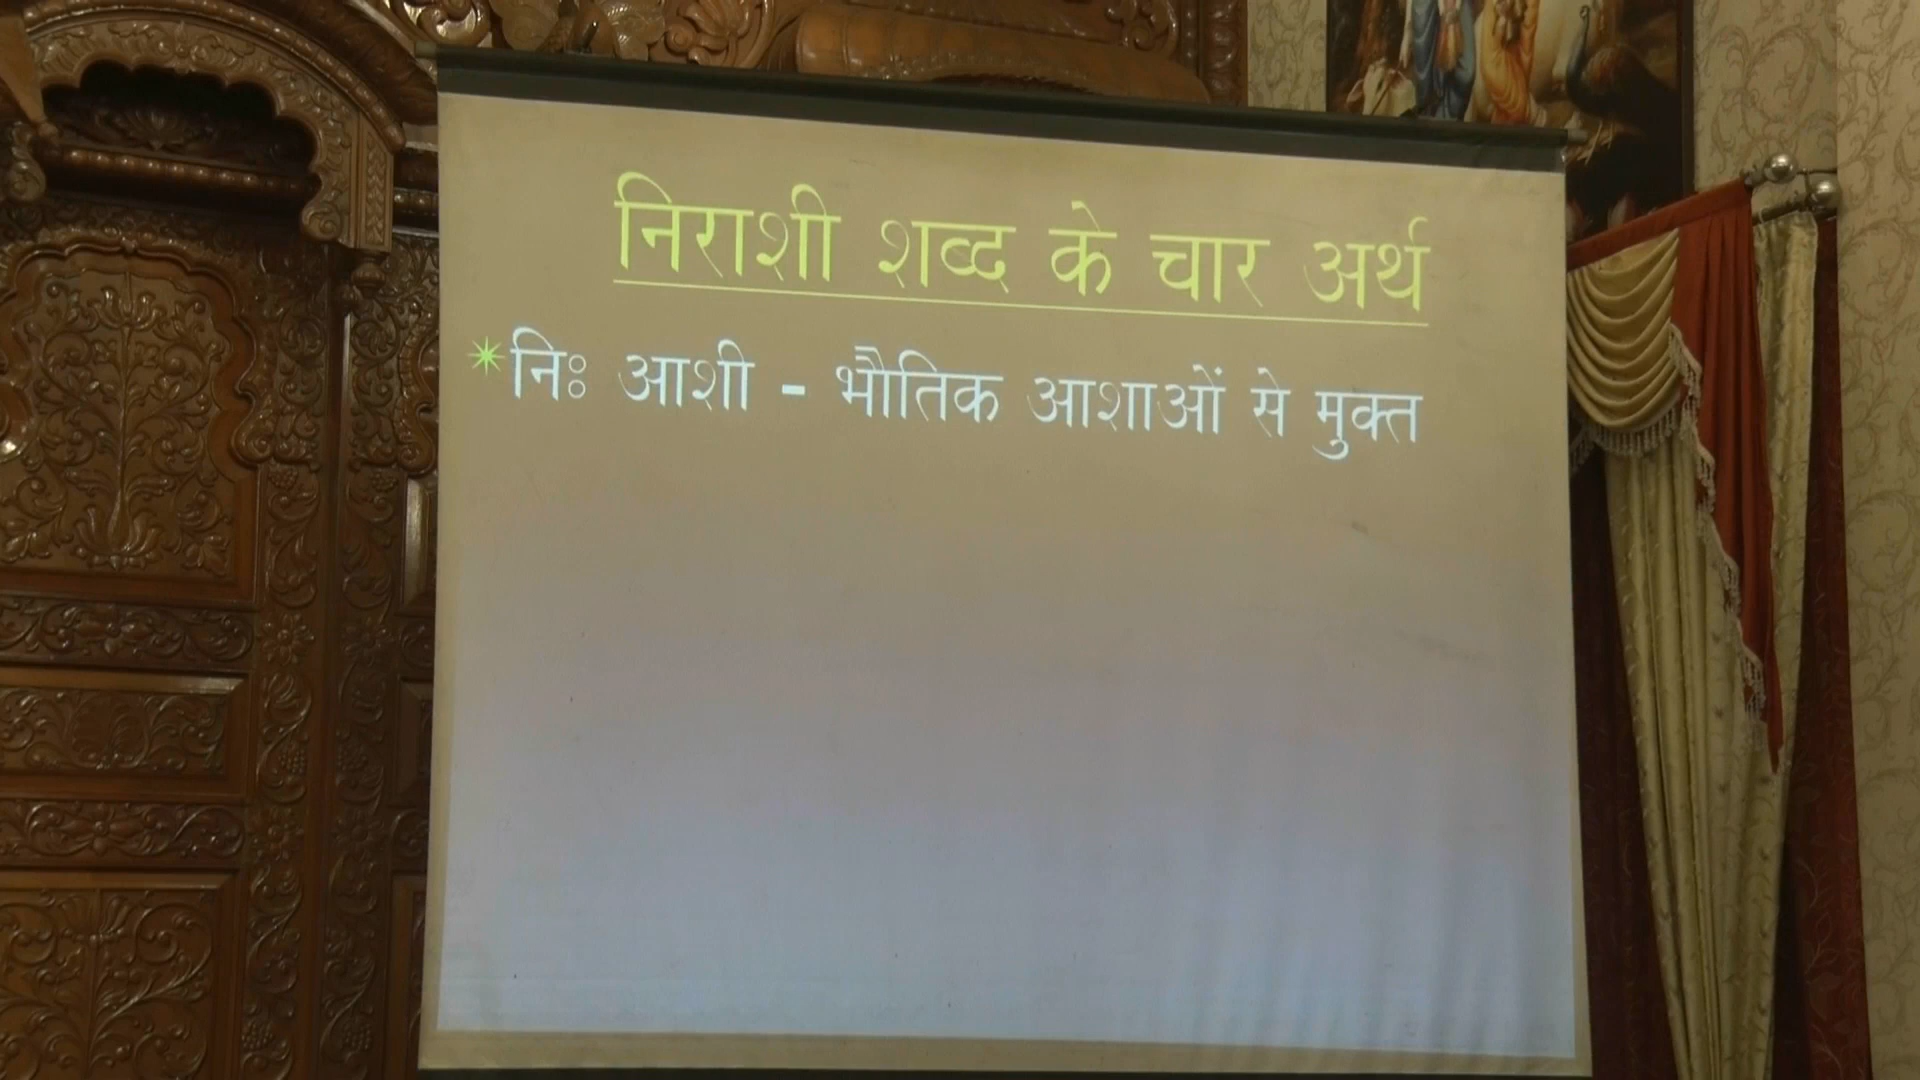 निराशी शब्द के चार अर्थ
निः आशी - भौतिक आशाओं से मुक्त